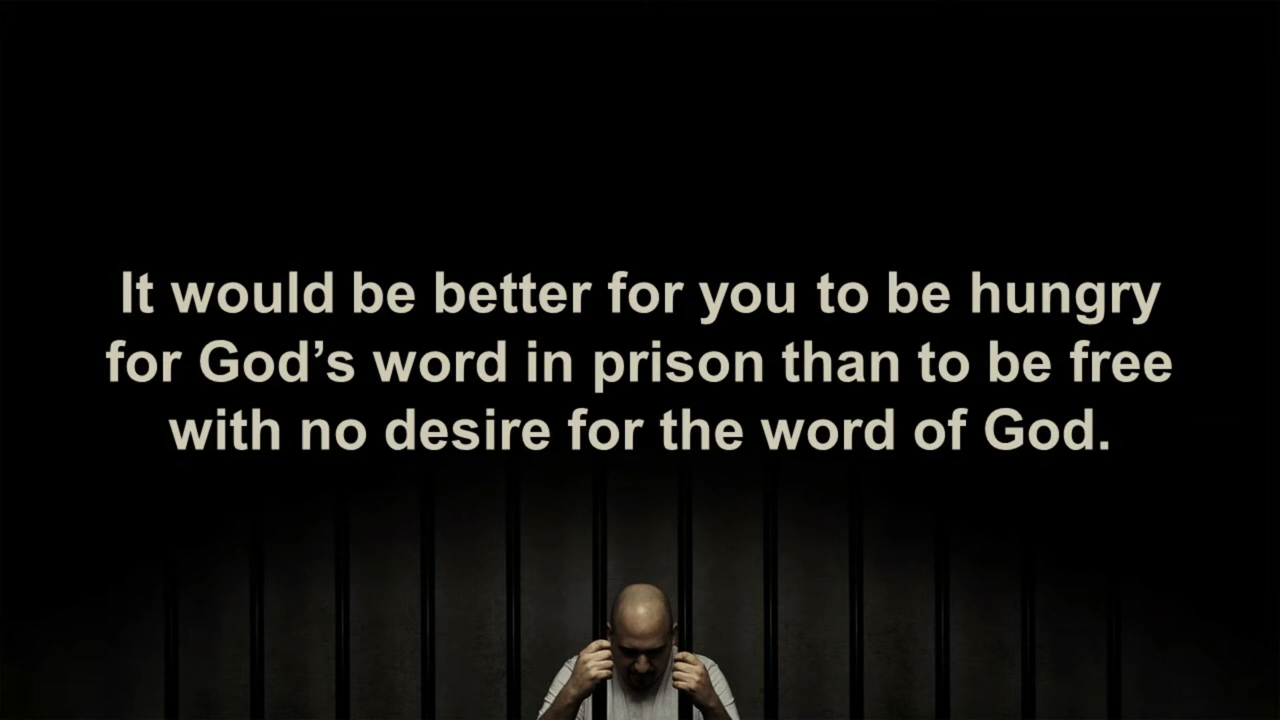 It would be better for you to be hungry
for God’s word in prison than to be free
with no desire for the word of God.